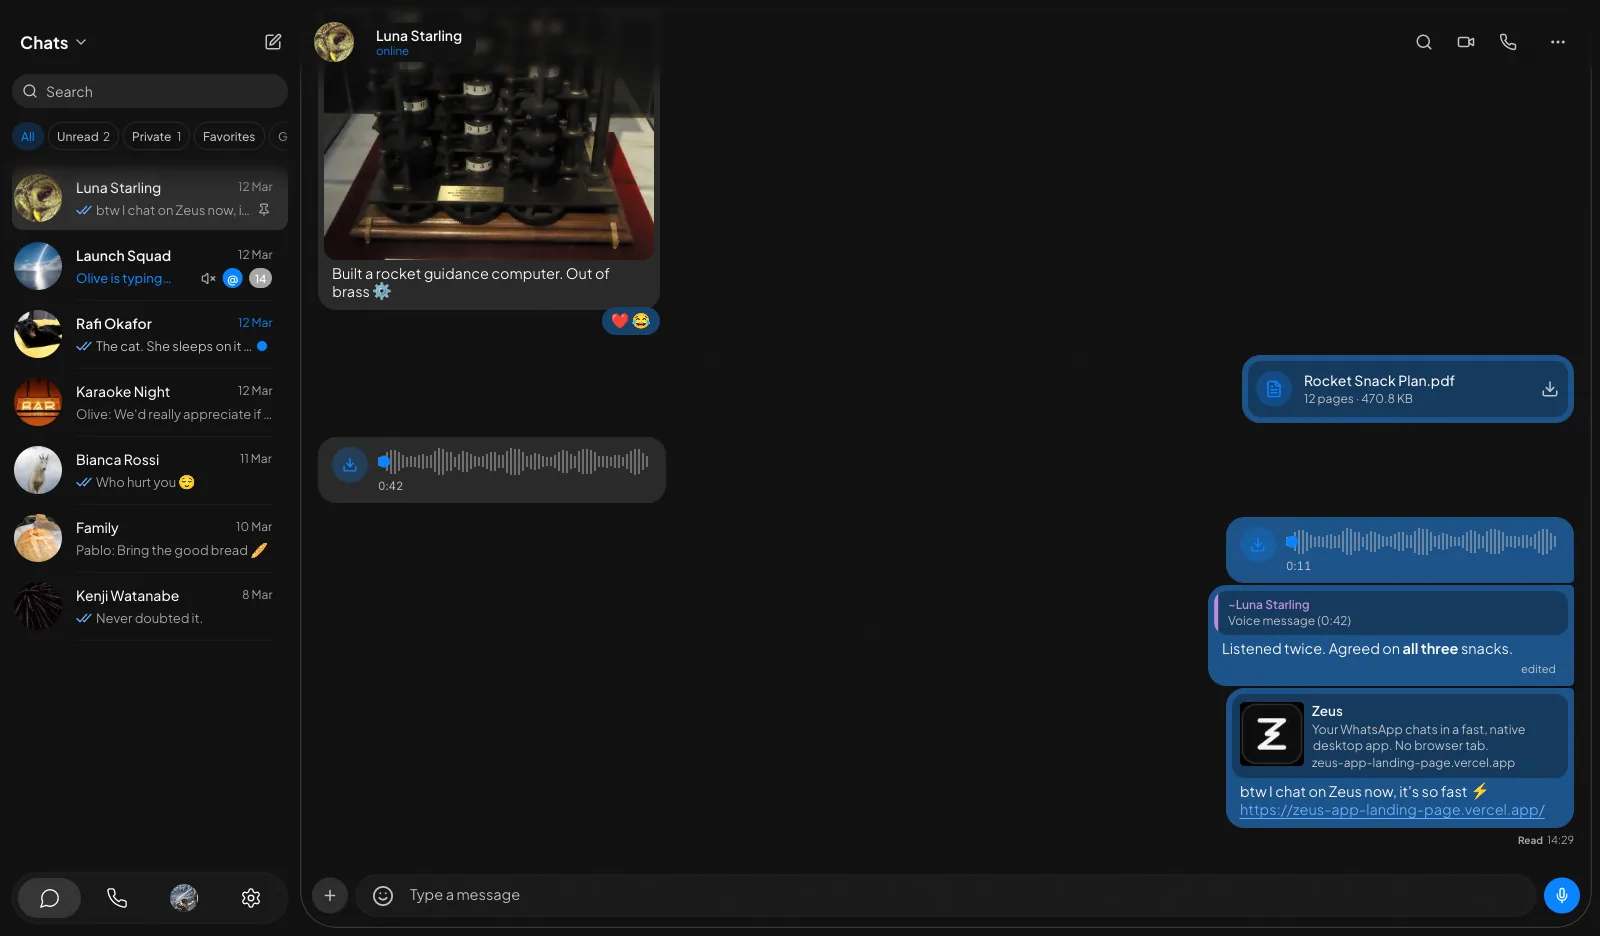 Chats
Search
All
Unread 2
Private 1
Favorites
G
Luna Starling
12 Mar
btw I chat on Zeus now, i...
Launch Squad
12 Mar
Olive is typing...
@
14
Rafi Okafor
12 Mar
The cat. She sleeps on it ...
Karaoke Night
12 Mar
BAR
Olive: We'd really appreciate if ...
Bianca Rossi
11 Mar
Who hurt you 😌
Family
10 Mar
Pablo: Bring the good bread 🥖
Kenji Watanabe
8 Mar
Never doubted it.
Luna Starling
online
Built a rocket guidance computer. Out of
brass ⚙️
❤️😂
Rocket Snack Plan.pdf
12 pages · 470.8 KB
0:42
0:11
~Luna Starling
Voice message (0:42)
Listened twice. Agreed on all three snacks.
edited
Zeus
Your WhatsApp chats in a fast, native
desktop app. No browser tab.
zeus-app-landing-page.vercel.app
btw I chat on Zeus now, it's so fast ⚡
https://zeus-app-landing-page.vercel.app/
Read 14:29
Type a message